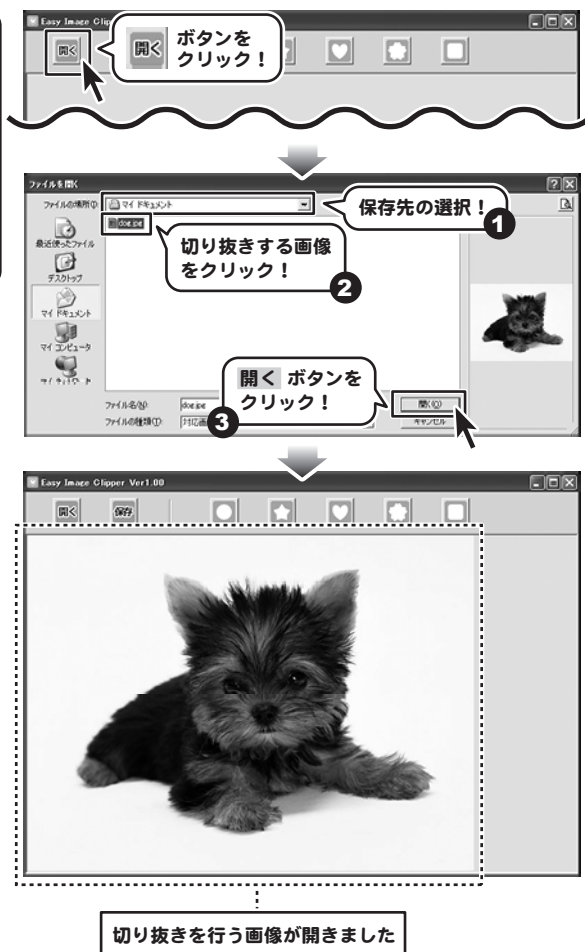 Easy Image Clip
開く
開く ボタンを
クリック！
ファイルを開く
ファイルの場所(I):
マイ ドキュメント
保存先の選択！
1
最近使ったファイル
デスクトップ
マイ ドキュメント
マイ コンピュータ
切り抜きする画像
をクリック！
2
開く ボタンを
クリック！
3
ファイル名(N):
ファイルの種類(T):
対応画
開く(O)
キャンセル
Easy Image Clipper Ver1.00
開く
保存
切り抜きを行う画像が開きました